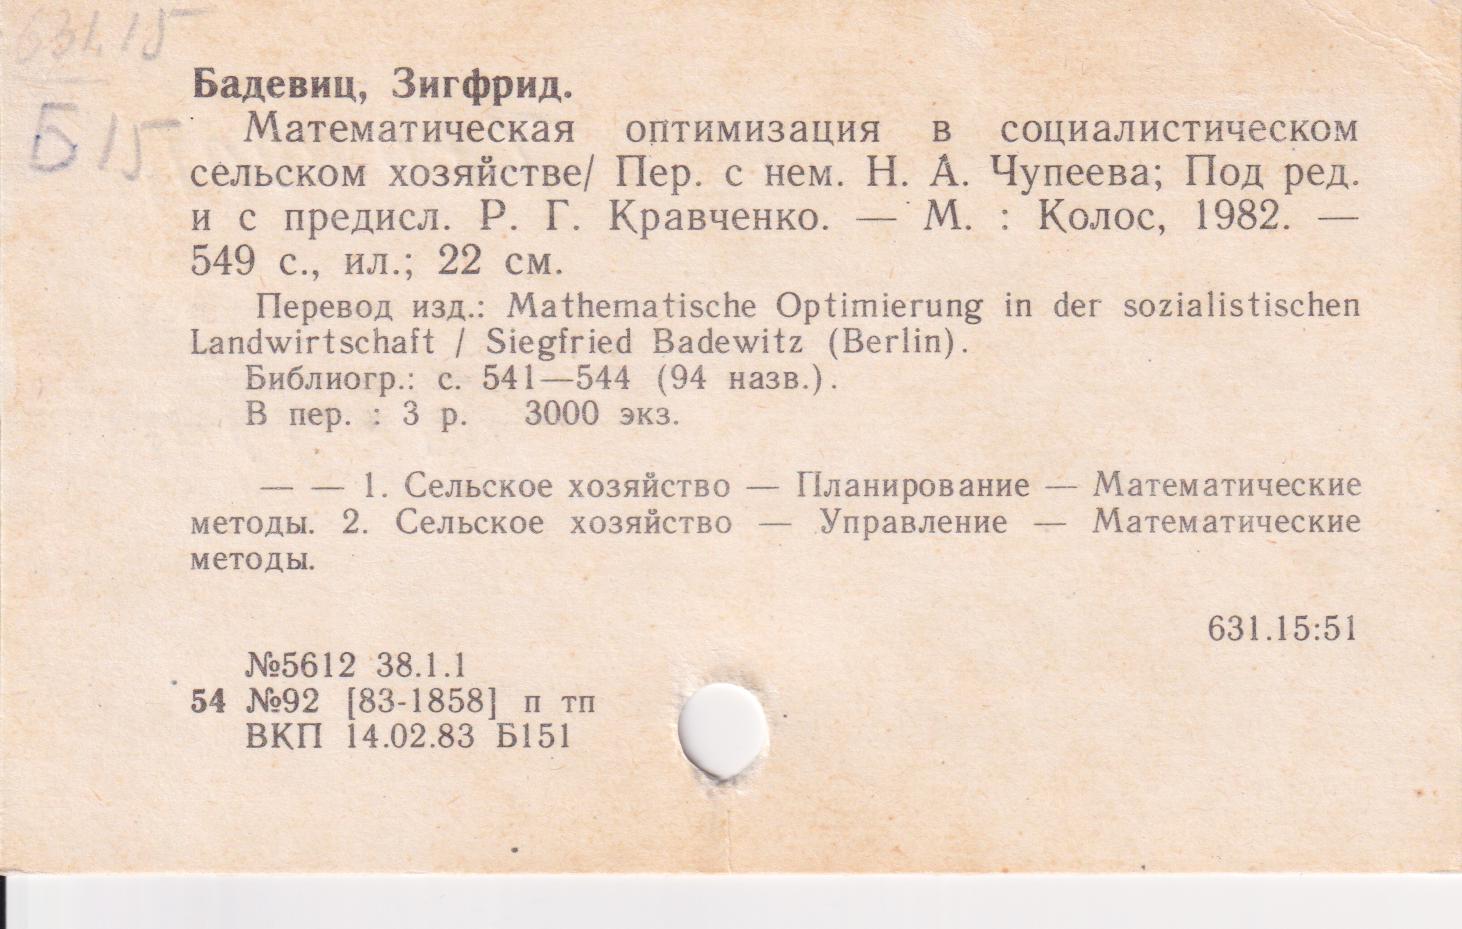 631.15
Б15
Бадевиц, Зигфрид.
Математическая оптимизация в социалистическом
сельском хозяйстве/ Пер. с нем. Н. А. Чупеева; Под ред.
и с предисл. Р. Г. Кравченко. — М. : Колос, 1982. —
549 с., ил.; 22 см.
Перевод изд.: Mathematische Optimierung in der sozialistischen
Landwirtschaft / Siegfried Badewitz (Berlin).
Библиогр.: с. 541—544 (94 назв.).
В пер. : 3 р. 3000 экз.
— — 1. Сельское хозяйство — Планирование — Математические
методы. 2. Сельское хозяйство — Управление — Математические
методы.
631.15:51
№5612 38.1.1
54 №92 [83-1858] п тп
ВКП 14.02.83 Б151